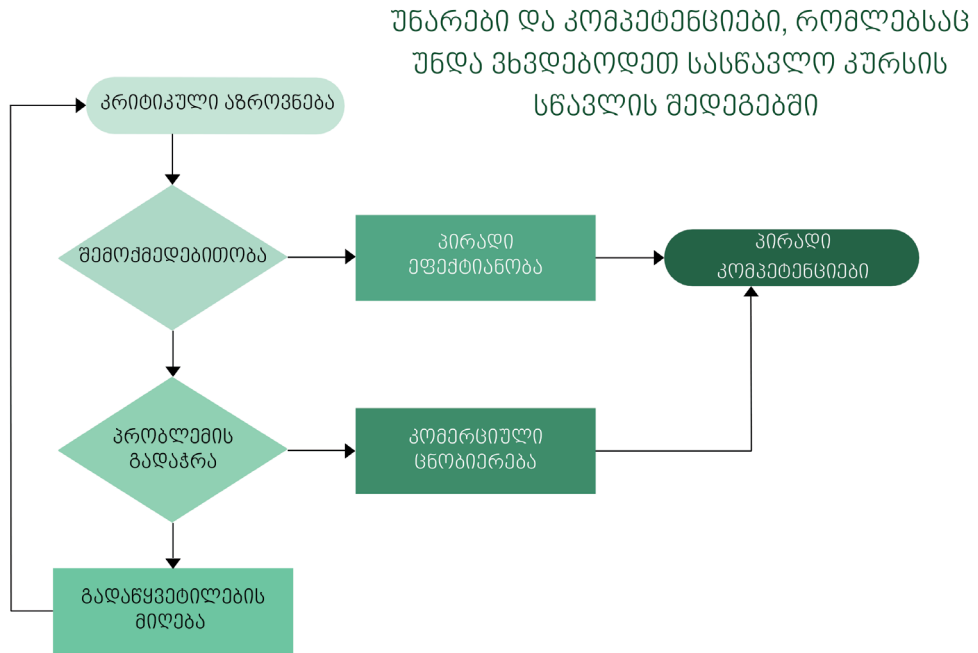 უნარები და კომპეტენციები, რომლებსაც
უნდა ვხვდებოდეთ სასწავლო კურსის
სწავლის შედეგებში
კრიტიკული აზროვნება
შემოქმედებითობა
პირადი
ეფექტიანობა
პირადი
კომპეტენციები
პრობლემის
გადაჭრა
კომერციული
ცნობიერება
გადაწყვეტილების
მიღება